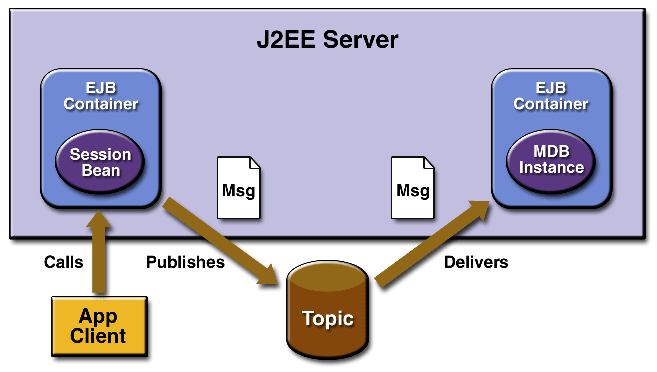 J2EE Server
EJB
Container
Session
Bean
EJB
Container
MDB
Instance
Msg
Msg
Calls
Publishes
Delivers
App
Client
Topic